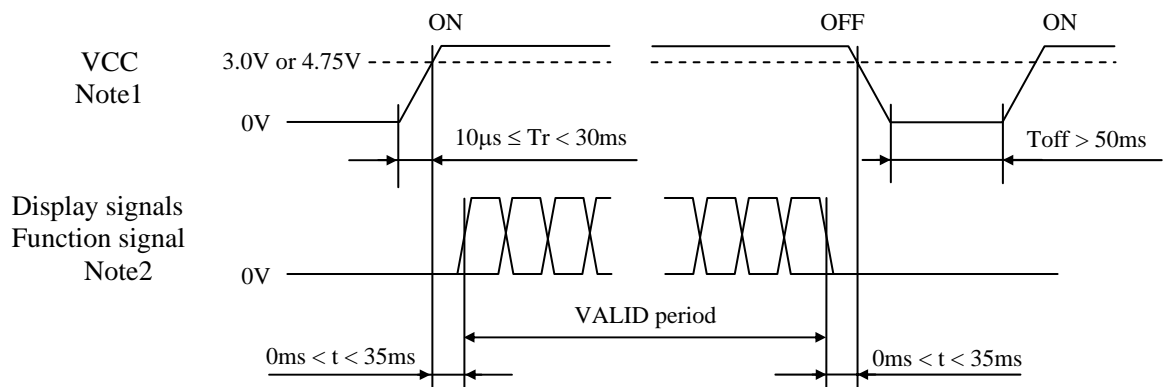 ON
OFF
ON
VCC
Note1
3.0V or 4.75V
0V
10µs ≤ Tr < 30ms
Toff > 50ms
Display signals
Function signal
Note2
0V
VALID period
0ms < t < 35ms
0ms < t < 35ms